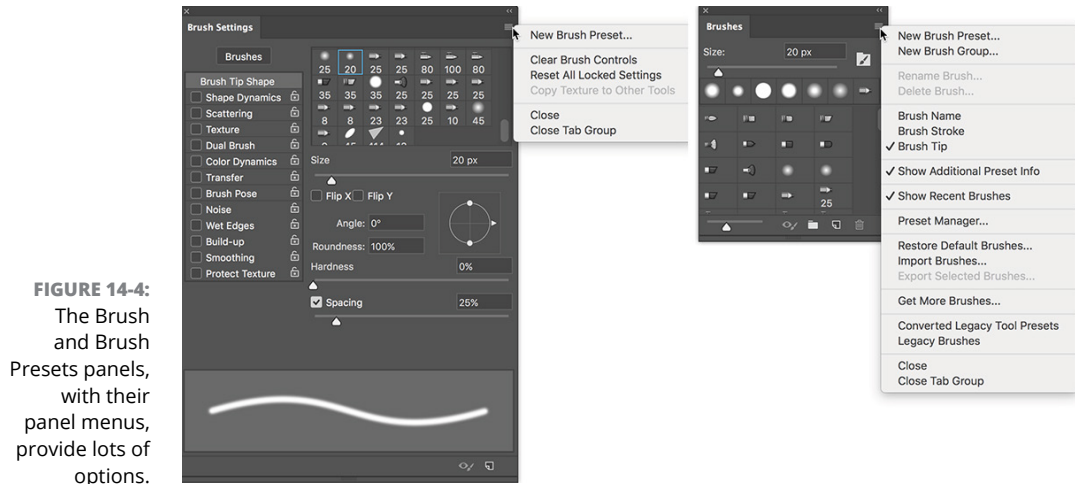 Brush Settings
Brushes
25 20 25 25 80 100 80
35 35 35 25 25 25 25
8 8 23 23 25 10 45
Brush Tip Shape
Shape Dynamics
Scattering
Texture
Dual Brush
Color Dynamics
Transfer
Brush Pose
Noise
Wet Edges
Build-up
Smoothing
Protect Texture
Size 20 px
Flip X Flip Y
Angle: 0°
Roundness: 100%
Hardness 0%
Spacing 25%
New Brush Preset...
Clear Brush Controls
Reset All Locked Settings
Copy Texture to Other Tools
Close
Close Tab Group
Brushes
Size: 20 px
25
New Brush Preset...
New Brush Group...
Rename Brush...
Delete Brush...
Brush Name
Brush Stroke
✓ Brush Tip
✓ Show Additional Preset Info
✓ Show Recent Brushes
Preset Manager...
Restore Default Brushes...
Import Brushes...
Export Selected Brushes...
Get More Brushes...
Converted Legacy Tool Presets
Legacy Brushes
Close
Close Tab Group
FIGURE 14-4:
The Brush
and Brush
Presets panels,
with their
panel menus,
provide lots of
options.